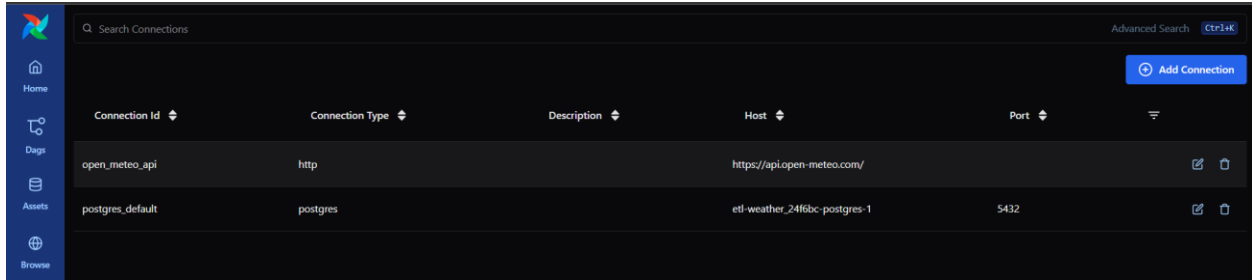 Search Connections
Advanced Search Ctrl+K
Add Connection
Home
Dags
Assets
Browse
Connection Id Connection Type Description Host Port
open_meteo_api http https://api.open-meteo.com/
postgres_default postgres etl-weather_24f6bc-postgres-1 5432